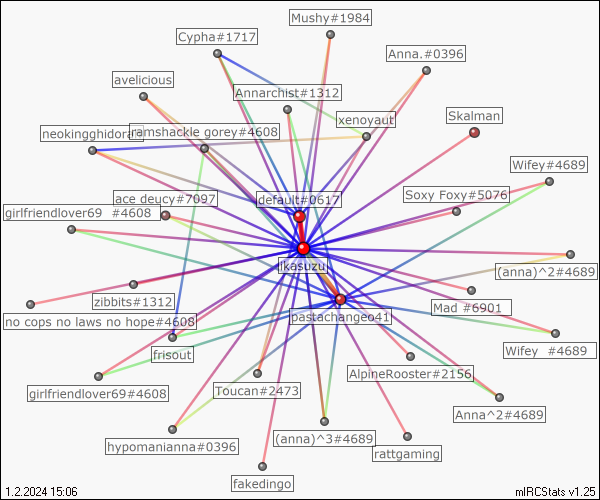 Mushy#1984
Cypha#1717
Anna.#0396
avelicious
Annarchist#1312
Skalman
xenoyaut
neokingghidorah
ramshackle gorey#4608
Wifey#4689
Soxy Foxy#5076
ace deucy#7097
default#0617
girlfriendlover69 #4608
jkasuzu
(anna)^2#4689
zibbits#1312
Mad #6901
no cops no laws no hope#4608
pastachangeo41
frisout
Wifey #4689
AlpineRooster#2156
girlfriendlover69#4608
Toucan#2473
Anna^2#4689
hypomanianna#0396
(anna)^3#4689
rattgaming
fakedingo
1.2.2024 15:06
mIRCStats v1.25